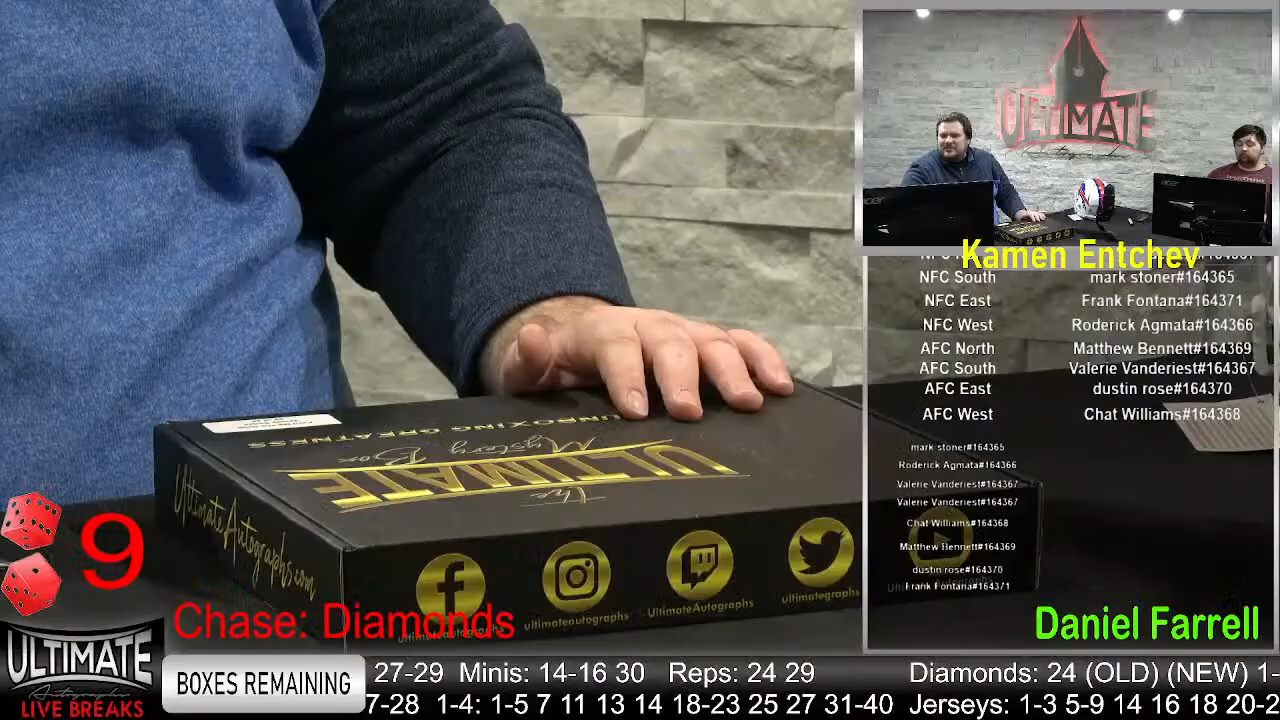 ULTIMATE
Kamen Entchev
NFC South mark stoner#164365
NFC East Frank Fontana#164371
NFC West Roderick Agmata#164366
AFC North Matthew Bennett#164369
AFC South Valerie Vanderiest#164367
AFC East dustin rose#164370
AFC West Chat Williams#164368
mark stoner#164365
Roderick Agmata#164366
Valerie Vanderiest#164367
Valerie Vanderiest#164367
Chat Williams#164368
Matthew Bennett#164369
dustin rose#164370
Frank Fontana#164371
Daniel Farrell
acer
UNBOXING GREATNESS
Mystery Box
ULTIMATE
the
UltimateAutographs.com
ultimateautographs
ultimateautographs
UltimateAutographs
ultimategraphs
9
Chase: Diamonds
ULTIMATE
Autographs
LIVE BREAKS
BOXES REMAINING
27-29 Minis: 14-16 30 Reps: 24 29 Diamonds: 24 (OLD) (NEW) 1-
7-28 1-4: 1-5 7 11 13 14 18-23 25 27 31-40 Jerseys: 1-3 5-9 14 16 18 20-2